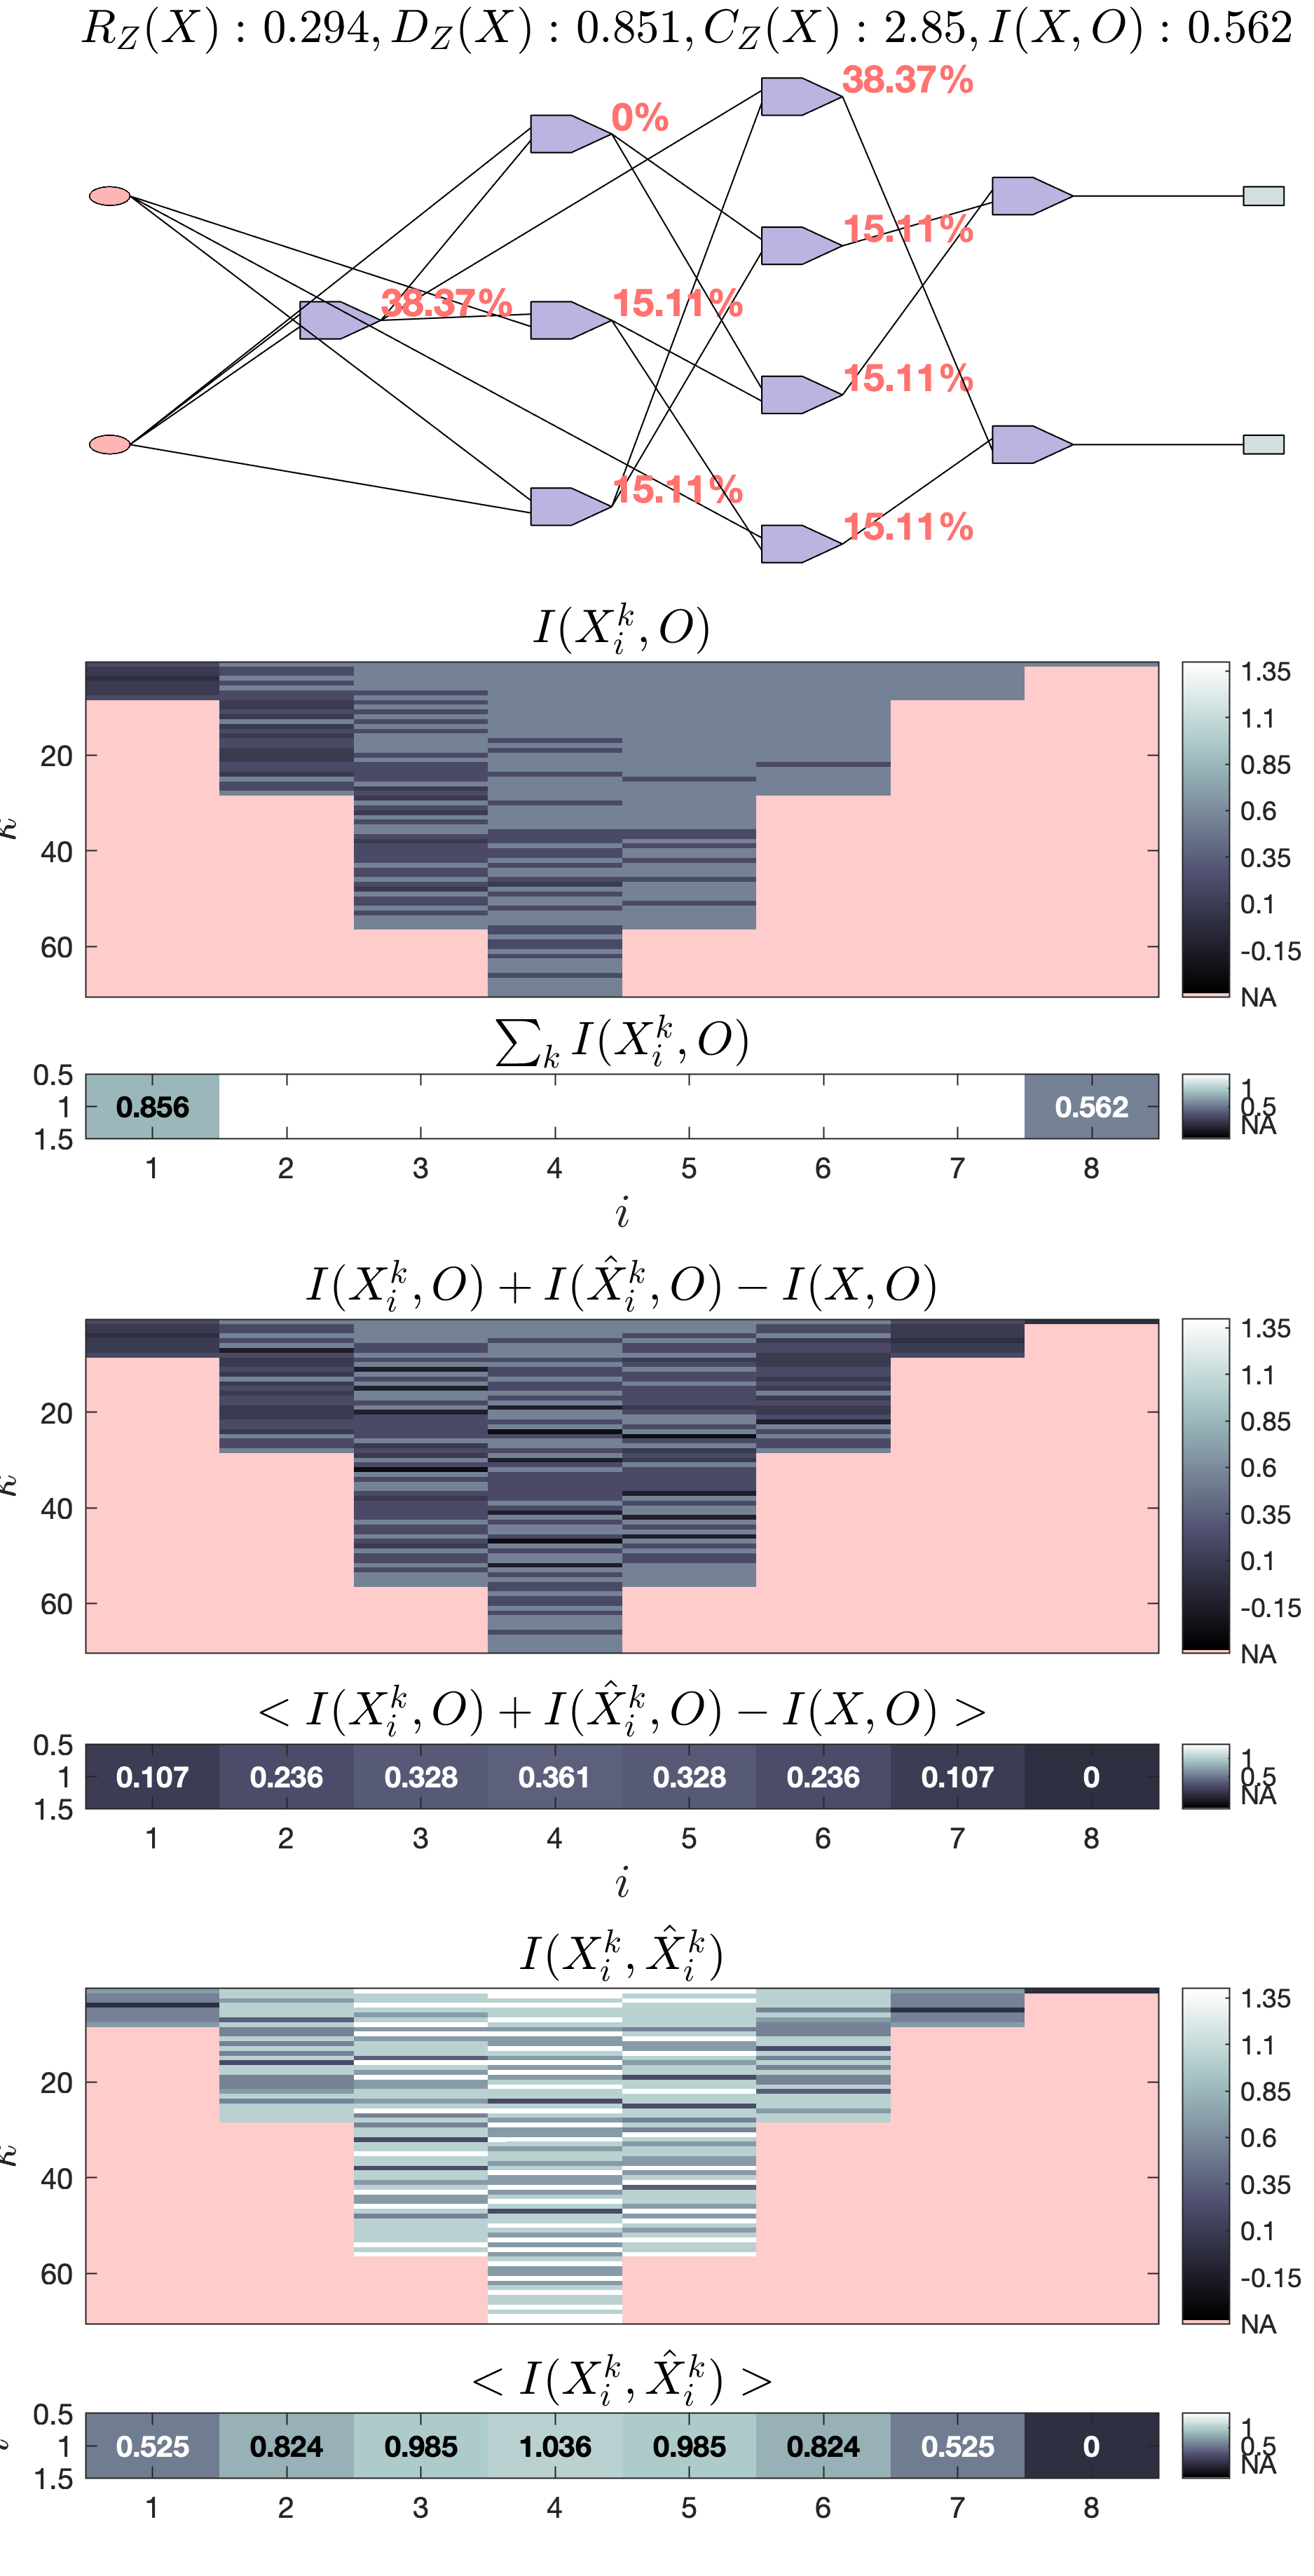 R_Z(X) : 0.294, D_Z(X) : 0.851, C_Z(X) : 2.85, I(X, O) : 0.562
38.37%
0%
15.11%
38.37%
15.11%
15.11%
15.11%
15.11%
I(X_i^k, O)
20
40
60
k
1.35
1.1
0.85
0.6
0.35
0.1
-0.15
NA
∑_k I(X_i^k, O)
0.5
1
1.5
0.856
0.562
1
0.5
NA
1 2 3 4 5 6 7 8
i
I(X_i^k, O) + I(X̂_i^k, O) − I(X, O)
20
40
60
k
1.35
1.1
0.85
0.6
0.35
0.1
-0.15
NA
< I(X_i^k, O) + I(X̂_i^k, O) − I(X, O) >
0.5
1
1.5
0.107 0.236 0.328 0.361 0.328 0.236 0.107 0
1
0.5
NA
1 2 3 4 5 6 7 8
i
I(X_i^k, X̂_i^k)
20
40
60
k
1.35
1.1
0.85
0.6
0.35
0.1
-0.15
NA
< I(X_i^k, X̂_i^k) >
0.5
1
1.5
0.525 0.824 0.985 1.036 0.985 0.824 0.525 0
1
0.5
NA
1 2 3 4 5 6 7 8